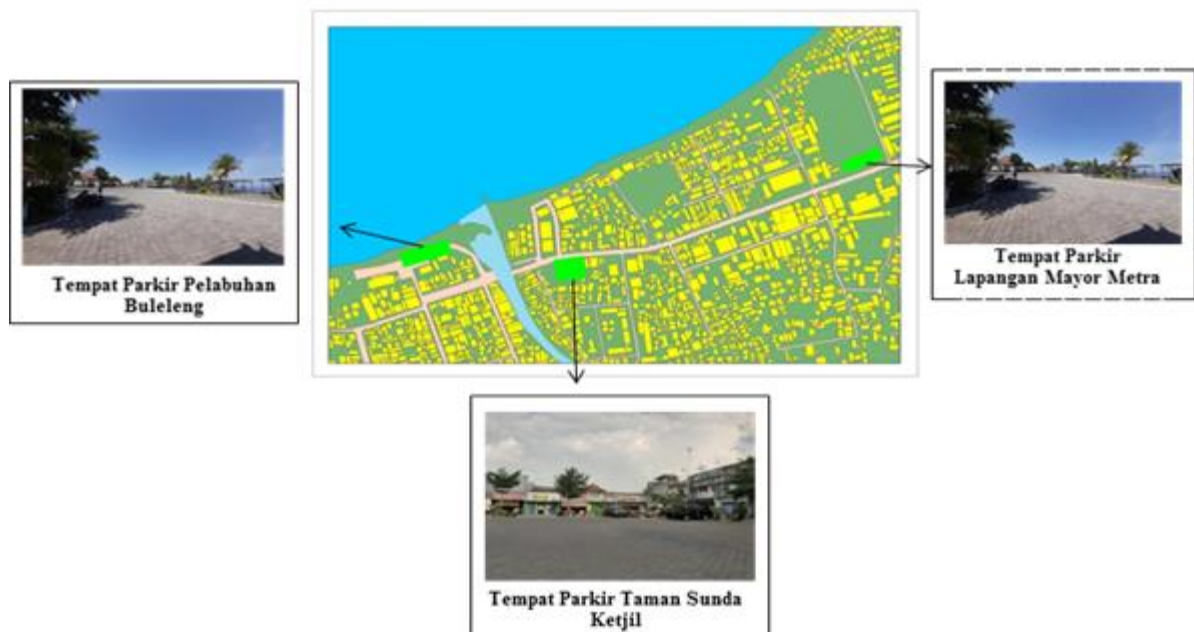 Tempat Parkir Pelabuhan
Buleleng
Tempat Parkir
Lapangan Mayor Metra
Tempat Parkir Taman Sunda
Ketjil